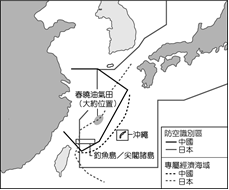 春曉油氣田
(大約位置)
沖繩
釣魚島／尖閣諸島
防空識別區
中國
日本
專屬經濟海域
中國
日本